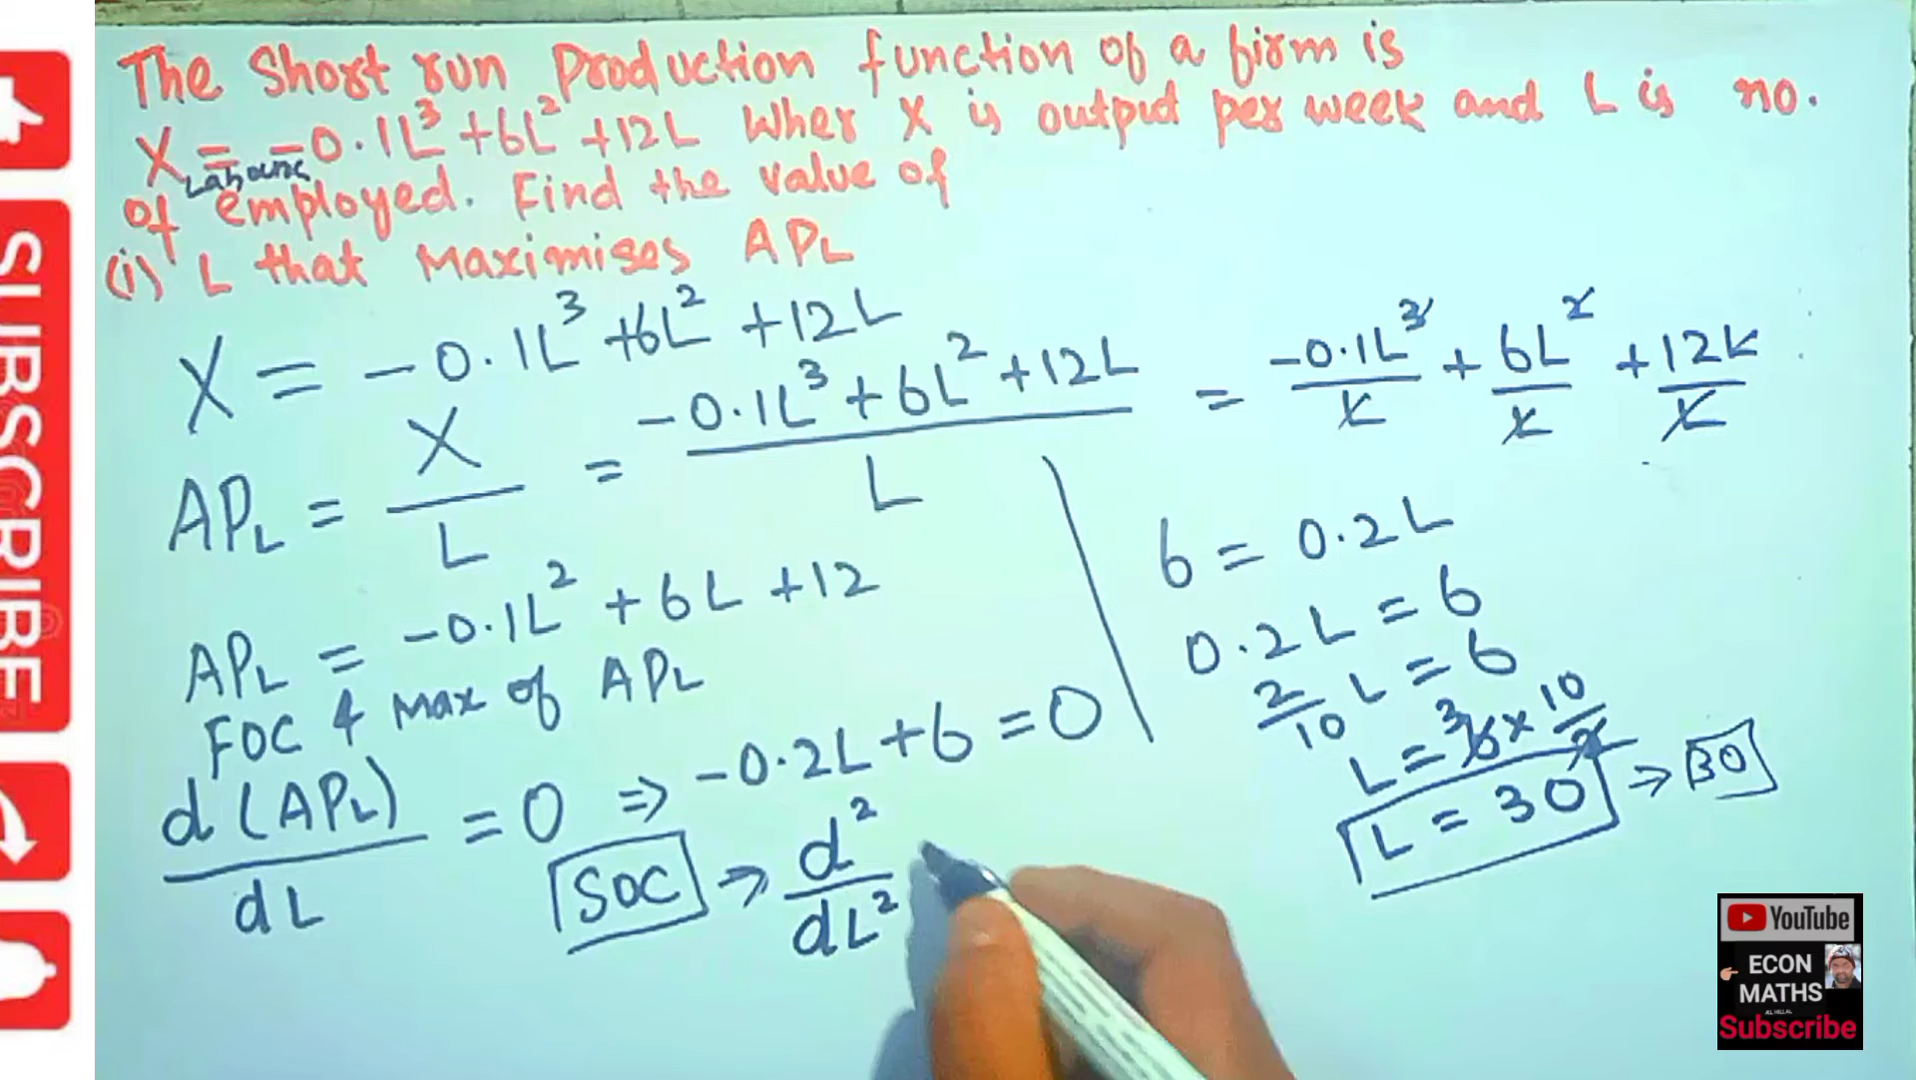 The Short run Production function of a firm is
X = -0.1L³ + 6L² + 12L Wher X is output per week and L is no.
Labours
of employed. Find the value of
(i) L that Maximises APL
X = -0.1L³ + 6L² + 12L
APL = X/L = (-0.1L³ + 6L² + 12L)/L = -0.1L³/L + 6L²/L + 12L/L
APL = -0.1L² + 6L + 12
FOC 4 Max of APL
d(APL)/dL = 0 ⇒ -0.2L + 6 = 0
6 = 0.2L
0.2L = 6
2/10 L = 6
L = 6 × 10/2
3
L = 30 → 30
SOC → d²/dL²
SUBSCRIBE
YouTube
ECON
MATHS
Subscribe